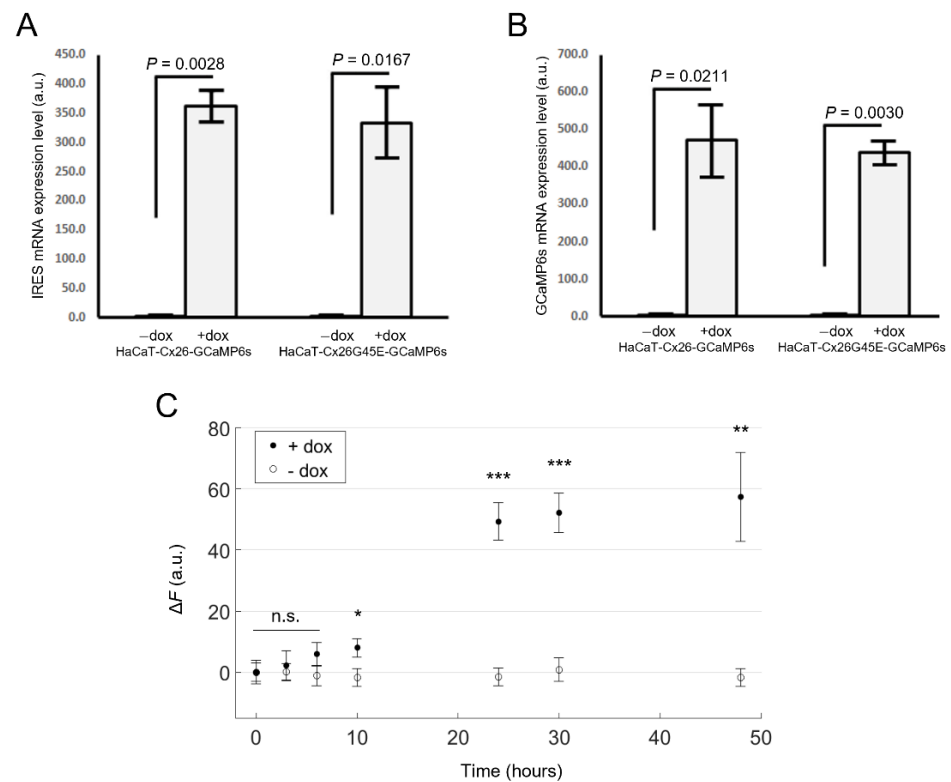 A
IRES mRNA expression level (a.u.)
450.0
400.0
350.0
300.0
250.0
200.0
150.0
100.0
50.0
0.0
P = 0.0028
P = 0.0167
–dox +dox –dox +dox
HaCaT-Cx26-GCaMP6s HaCaT-Cx26G45E-GCaMP6s
B
GCaMP6s mRNA expression level (a.u.)
700.0
600.0
500.0
400.0
300.0
200.0
100.0
0.0
P = 0.0211
P = 0.0030
–dox +dox –dox +dox
HaCaT-Cx26-GCaMP6s HaCaT-Cx26G45E-GCaMP6s
C
ΔF (a.u.)
80
60
40
20
0
+ dox
- dox
n.s.
*
***
***
**
0 10 20 30 40 50
Time (hours)